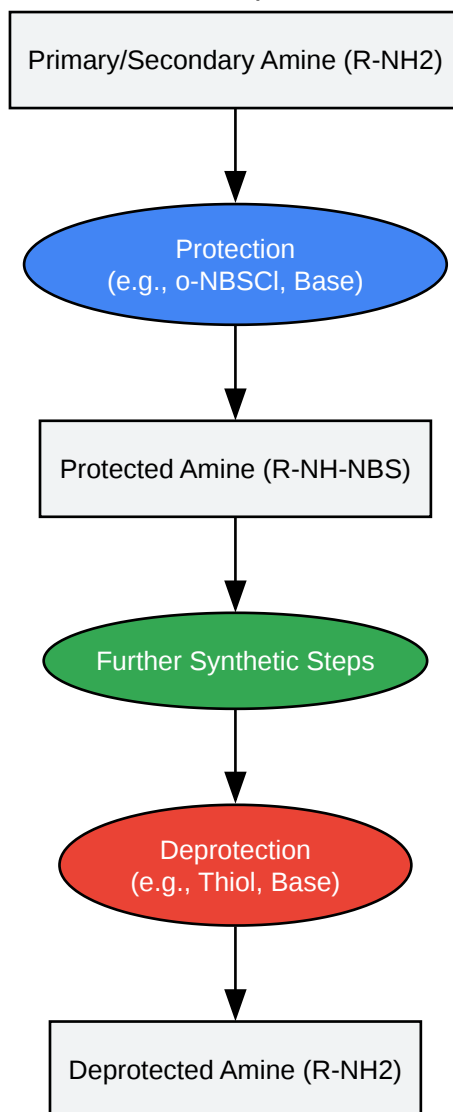 Primary/Secondary Amine (R-NH2)
Protection
(e.g., o-NBSCl, Base)
Protected Amine (R-NH-NBS)
Further Synthetic Steps
Deprotection
(e.g., Thiol, Base)
Deprotected Amine (R-NH2)